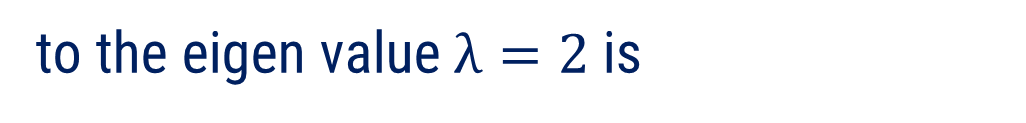 to the eigen value λ = 2 is